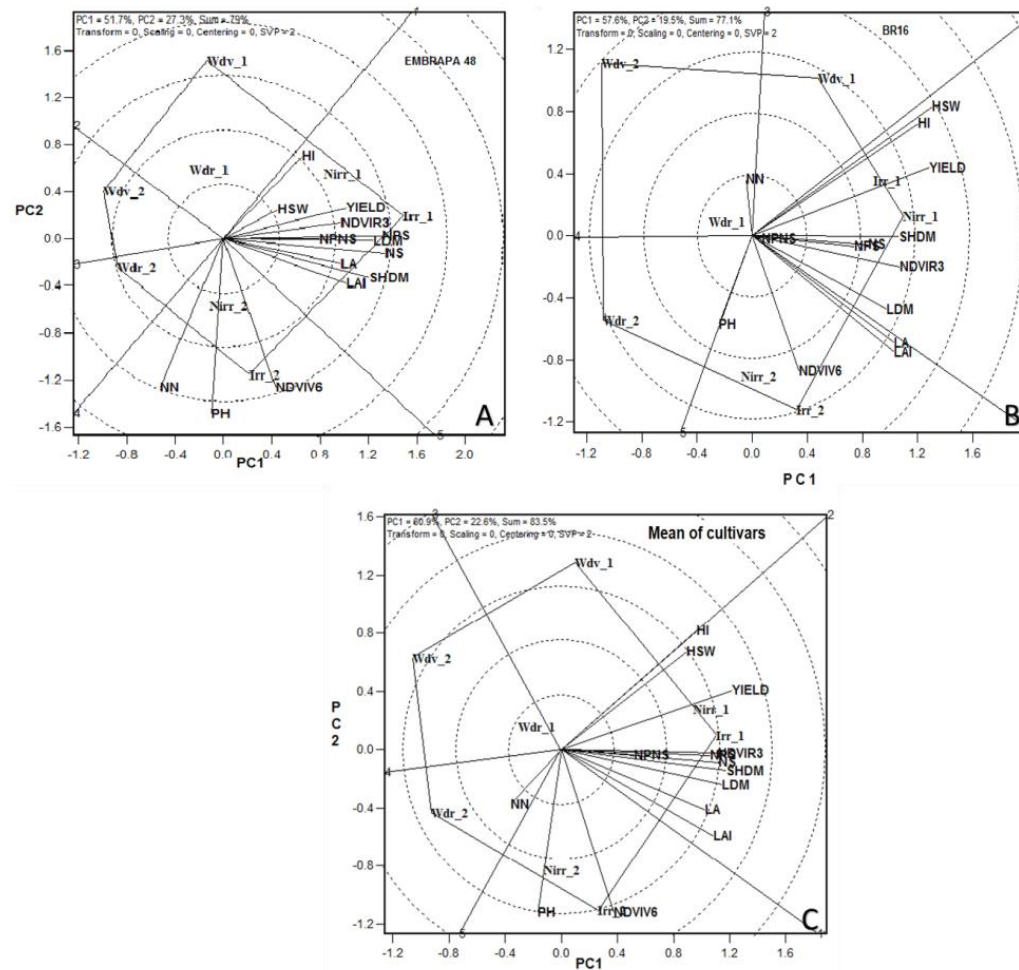 PC1 = 51.7%, PC2 = 27.3%, Sum = 79%
Transform = 0, Scaling = 0, Centering = 0, SVP = 2
EMBRAPA 48
1
2
3
4
5
Wdv_1
Wdr_1
HI
Nirr_1
Wdv_2
HSW
YIELD
Irr_1
NDVIR3
NPNS
NPS
LDM
NS
LA
Wdr_2
SHDM
LAI
Nirr_2
Irr_2
NN
NDVIV6
PH
A
1.6
1.2
0.8
0.4
0.0
-0.4
-0.8
-1.2
-1.6
PC2
-1.2 -0.8 -0.4 0.0 0.4 0.8 1.2 1.6 2.0
PC1
PC1 = 57.6%, PC2 = 19.5%, Sum = 77.1%
Transform = 0, Scaling = 0, Centering = 0, SVP = 2
BR16
3
4
5
Wdv_2
Wdv_1
HSW
HI
YIELD
NN
Irr_1
Wdr_1
Nirr_1
SHDM
NPNS
NS
NPS
NDVIR3
LDM
Wdr_2
PH
LA
LAI
NDVIV6
Nirr_2
Irr_2
B
1.2
0.8
0.4
0.0
-0.4
-0.8
-1.2
-1.2 -0.8 -0.4 0.0 0.4 0.8 1.2 1.6
PC1
PC1 = 60.9%, PC2 = 22.6%, Sum = 83.5%
Transform = 0, Scaling = 0, Centering = 0, SVP = 2
Mean of cultivars
2
3
4
5
1
Wdv_1
HI
HSW
Wdv_2
YIELD
Nirr_1
Wdr_1
Irr_1
NPNS
NPS
NDVIR3
NS
SHDM
LDM
NN
LA
Wdr_2
LAI
Nirr_2
PH
Irr_2
NDVIV6
C
1.6
1.2
0.8
0.4
0.0
-0.4
-0.8
-1.2
PC2
-1.2 -0.8 -0.4 0.0 0.4 0.8 1.2 1.6
PC1